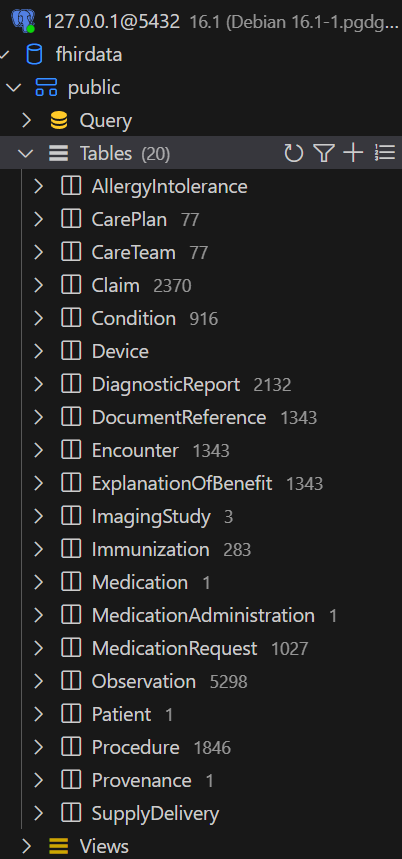 127.0.0.1@5432 16.1 (Debian 16.1-1.pgdg...
fhirdata
public
Query
Tables (20)
AllergyIntolerance
CarePlan 77
CareTeam 77
Claim 2370
Condition 916
Device
DiagnosticReport 2132
DocumentReference 1343
Encounter 1343
ExplanationOfBenefit 1343
ImagingStudy 3
Immunization 283
Medication 1
MedicationAdministration 1
MedicationRequest 1027
Observation 5298
Patient 1
Procedure 1846
Provenance 1
SupplyDelivery
Views